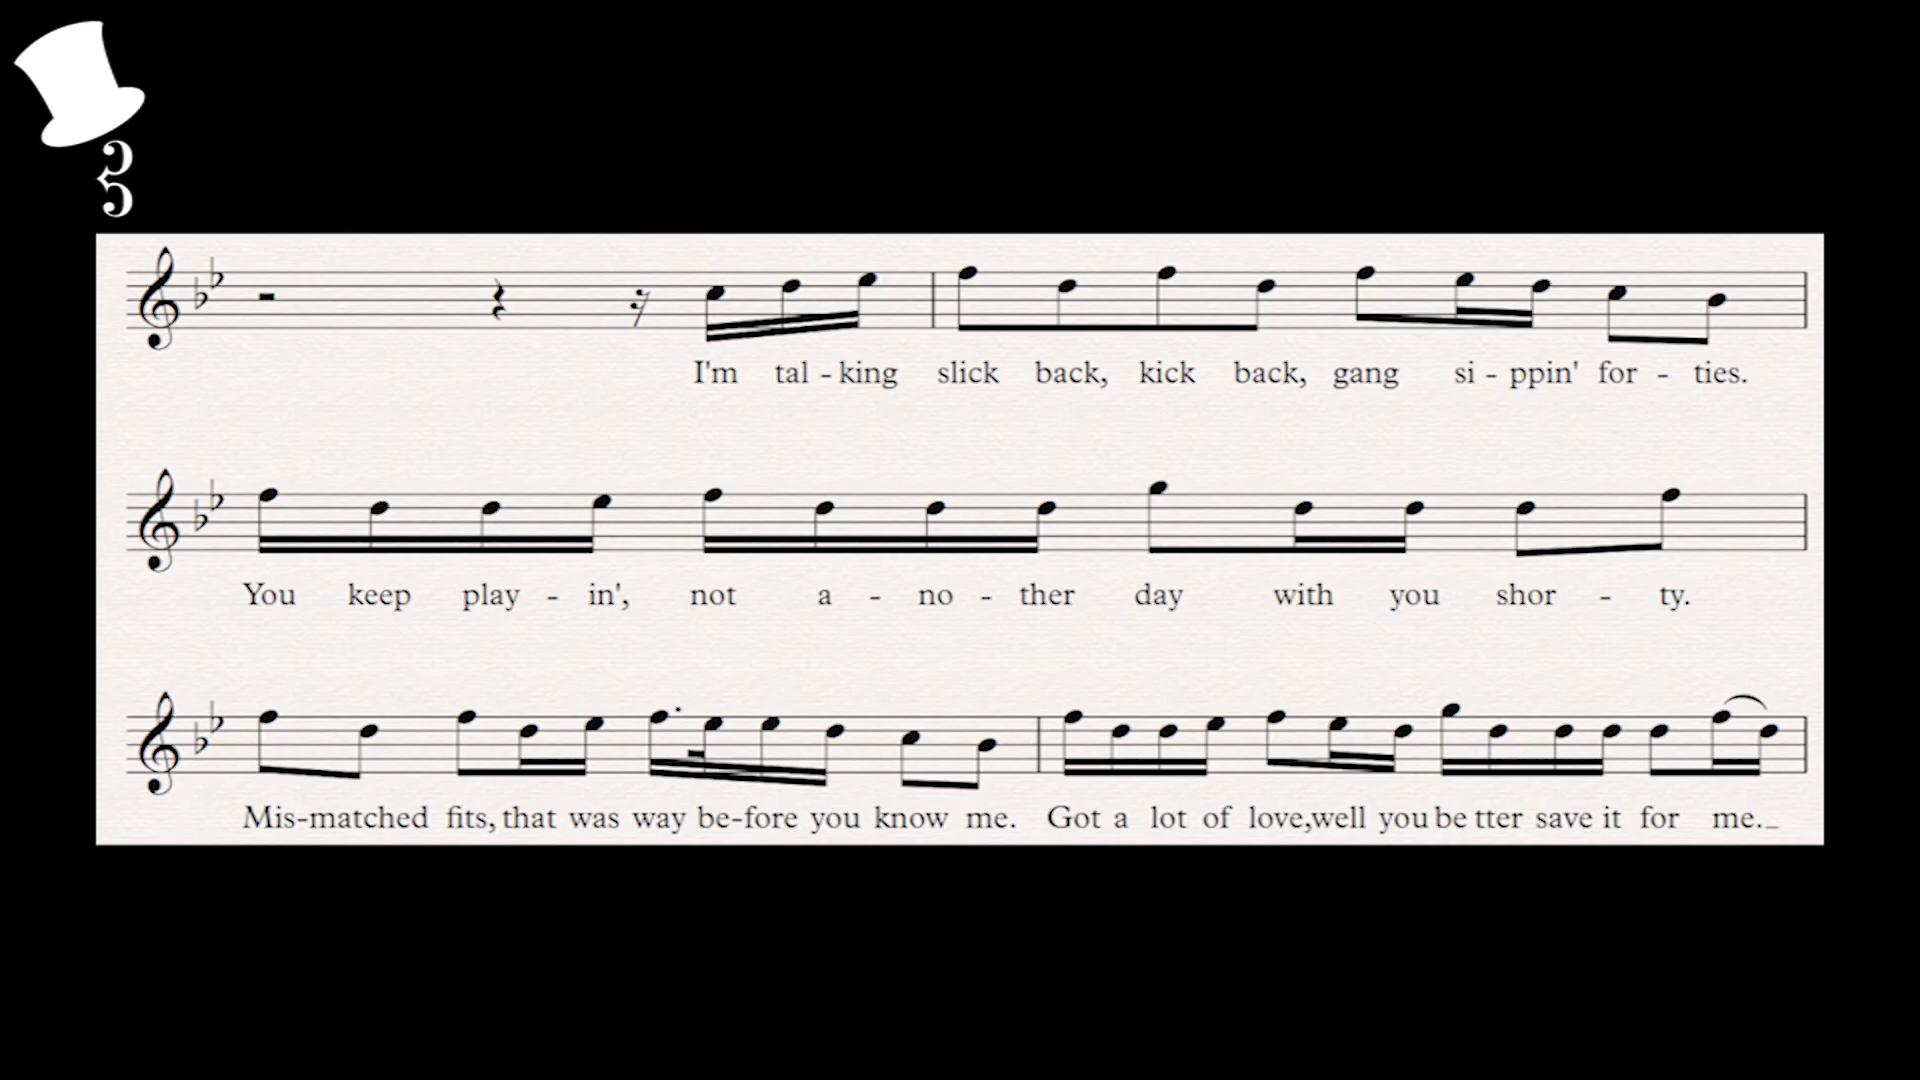 I'm tal - king slick back, kick back, gang si - ppin' for - ties.
You keep play - in', not a - no - ther day with you shor - ty.
Mis-matched fits, that was way be-fore you know me. Got a lot of love,well you be tter save it for me._